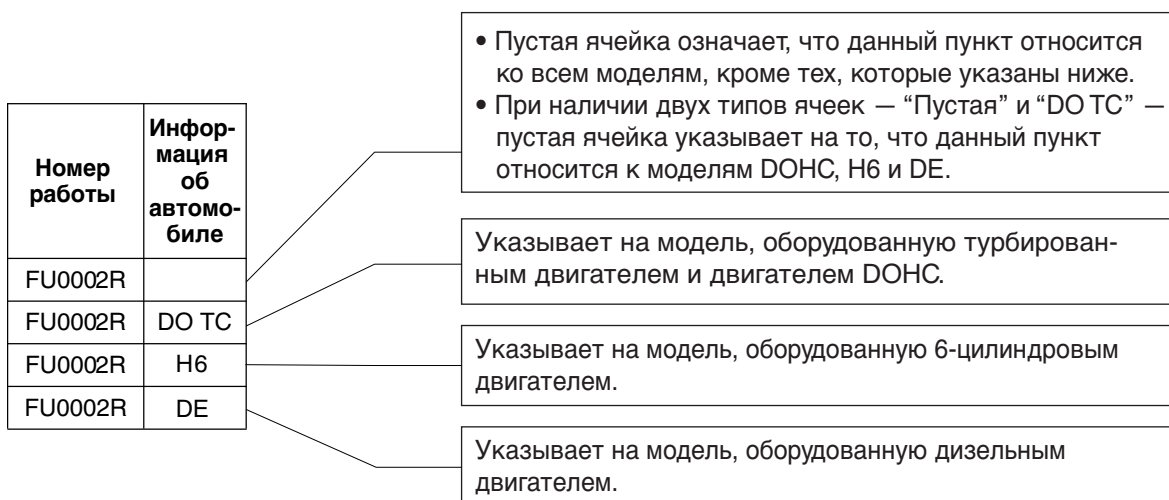 • Пустая ячейка означает, что данный пункт относится
ко всем моделям, кроме тех, которые указаны ниже.
• При наличии двух типов ячеек — “Пустая” и “DO TC” —
пустая ячейка указывает на то, что данный пункт
относится к моделям DOHC, H6 и DE.
Номер
работы
Инфор-
мация
об
автомо-
биле
FU0002R
FU0002R DO TC
FU0002R H6
FU0002R DE
Указывает на модель, оборудованную турбирован-
ным двигателем и двигателем DOHC.
Указывает на модель, оборудованную 6-цилиндровым
двигателем.
Указывает на модель, оборудованную дизельным
двигателем.